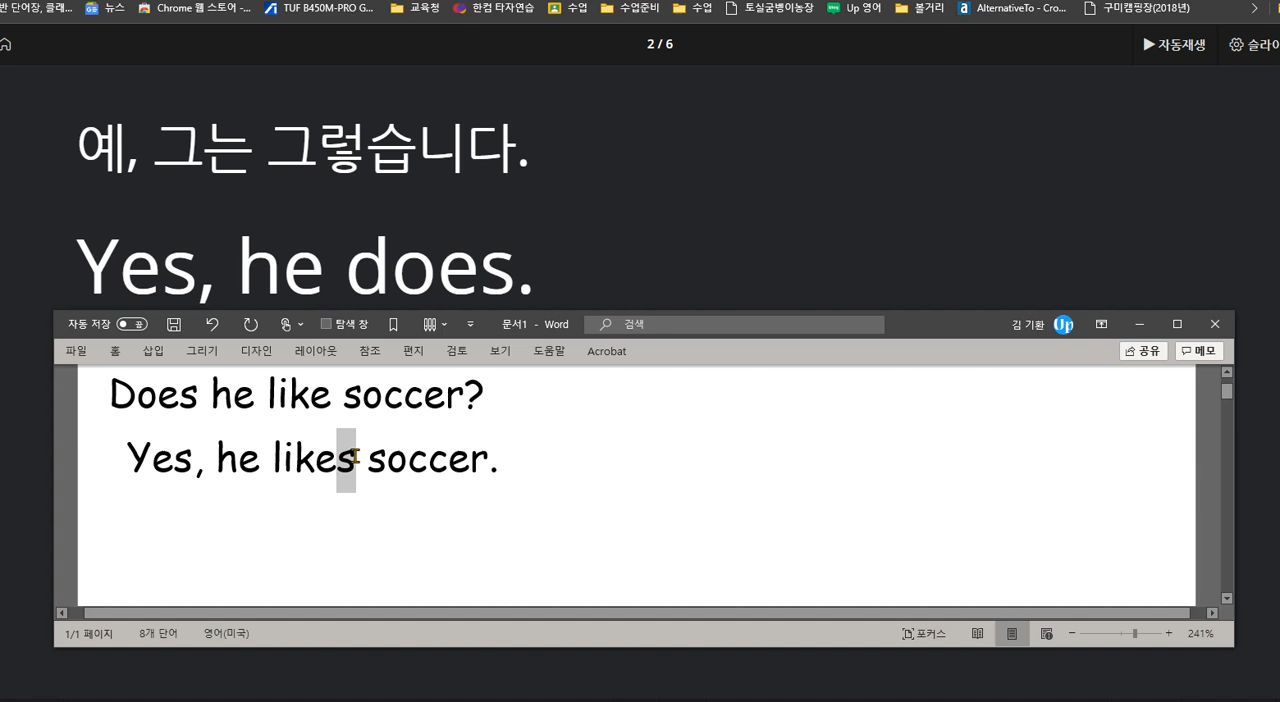 반 단어장, 클래... 뉴스 Chrome 웹 스토어 -... TUF B450M-PRO G... 교육청 한컴 타자연습 수업 수업준비 수업 토실굼벵이농장 Up 영어 볼거리 AlternativeTo - Cro... 구미캠핑장(2018년)
2 / 6 자동재생 슬라이
예, 그는 그렇습니다.
Yes, he does.
자동 저장 끔 탐색 창 문서1 - Word 검색 김 기환 Up
파일 홈 삽입 그리기 디자인 레이아웃 참조 편지 검토 보기 도움말 Acrobat 공유 메모
Does he like soccer?
Yes, he likes soccer.
1/1 페이지 8개 단어 영어(미국) 포커스 241%